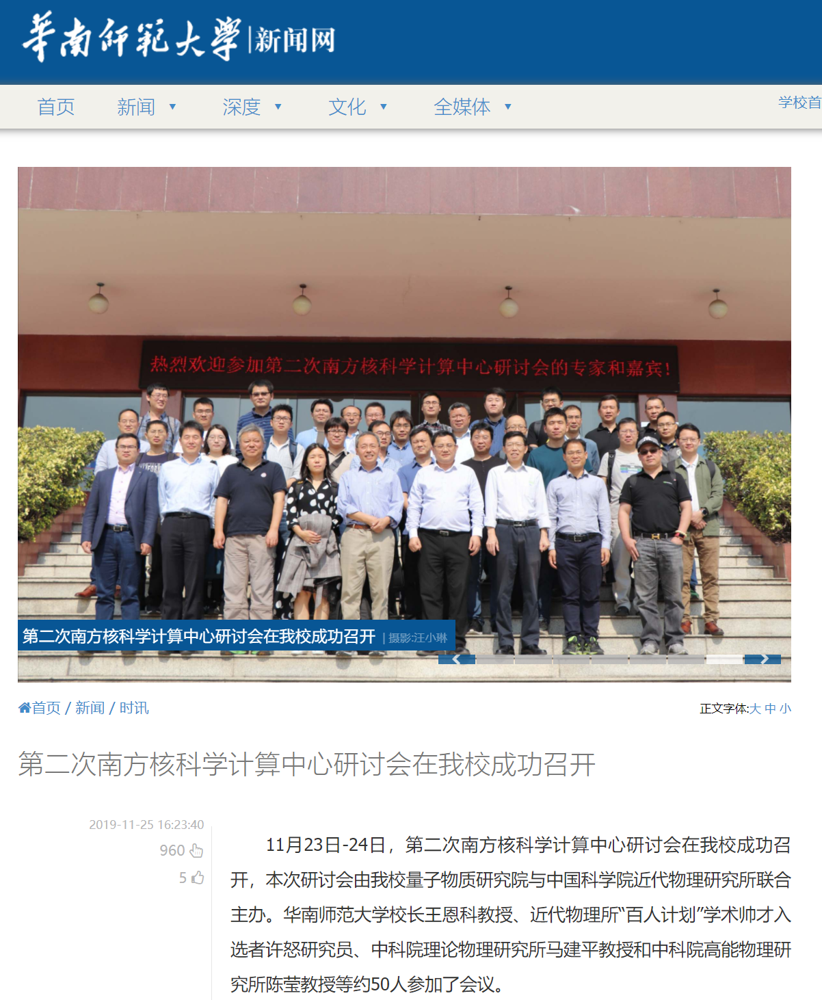 華南师范大学|新闻网
首页 新闻 ▼ 深度 ▼ 文化 ▼ 全媒体 ▼ 学校首
热烈欢迎参加第二次南方核科学计算中心研讨会的专家和嘉宾！
第二次南方核科学计算中心研讨会在我校成功召开 | 摄影:汪小琳
首页 / 新闻 / 时讯 正文字体:大 中 小
第二次南方核科学计算中心研讨会在我校成功召开
2019-11-25 16:23:40
960
5
11月23日-24日，第二次南方核科学计算中心研讨会在我校成功召
开，本次研讨会由我校量子物质研究院与中国科学院近代物理研究所联合
主办。华南师范大学校长王恩科教授、近代物理所“百人计划”学术帅才入
选者许怒研究员、中科院理论物理研究所马建平教授和中科院高能物理研
究所陈莹教授等约50人参加了会议。